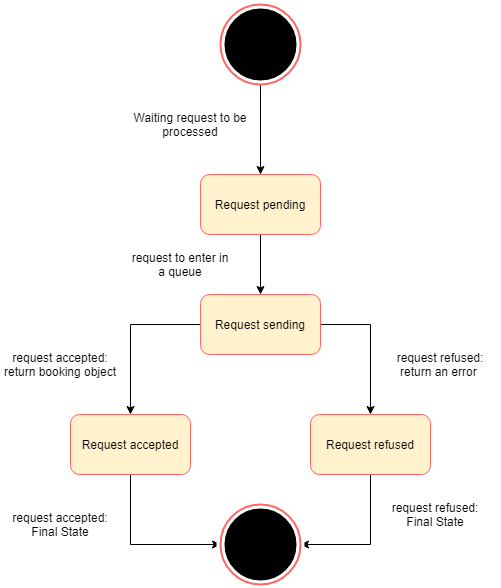 Waiting request to be
processed
Request pending
request to enter in
a queue
Request sending
request accepted:
return booking object
request refused:
return an error
Request accepted
Request refused
request accepted:
Final State
request refused:
Final State